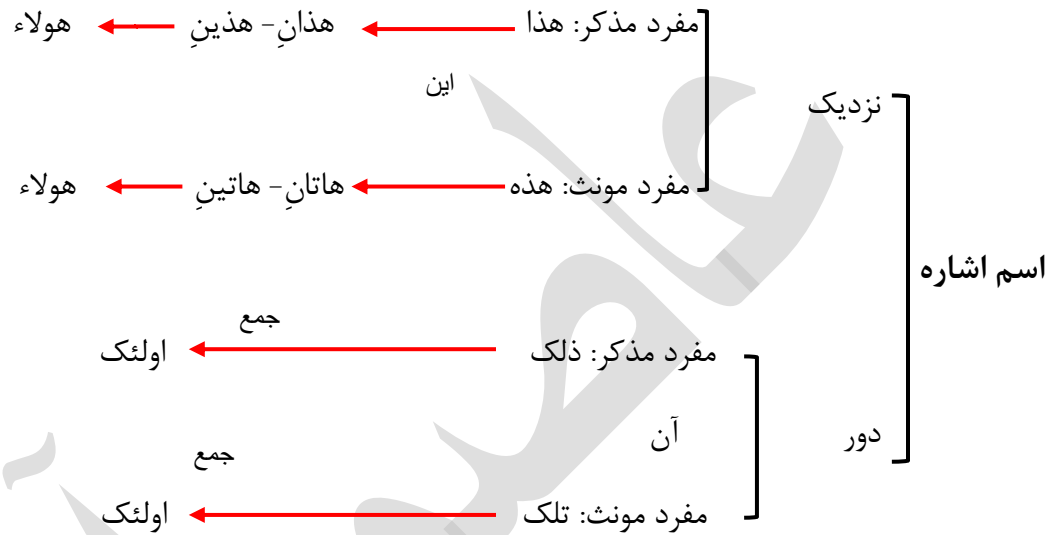 مفرد مذکر: هذا هذانِ - هذینِ هولاء
این
نزدیک
مفرد مونث: هذه هاتانِ - هاتینِ هولاء
اسم اشاره
جمع
مفرد مذکر: ذلک اولئک
آن
دور
جمع
مفرد مونث: تلک اولئک